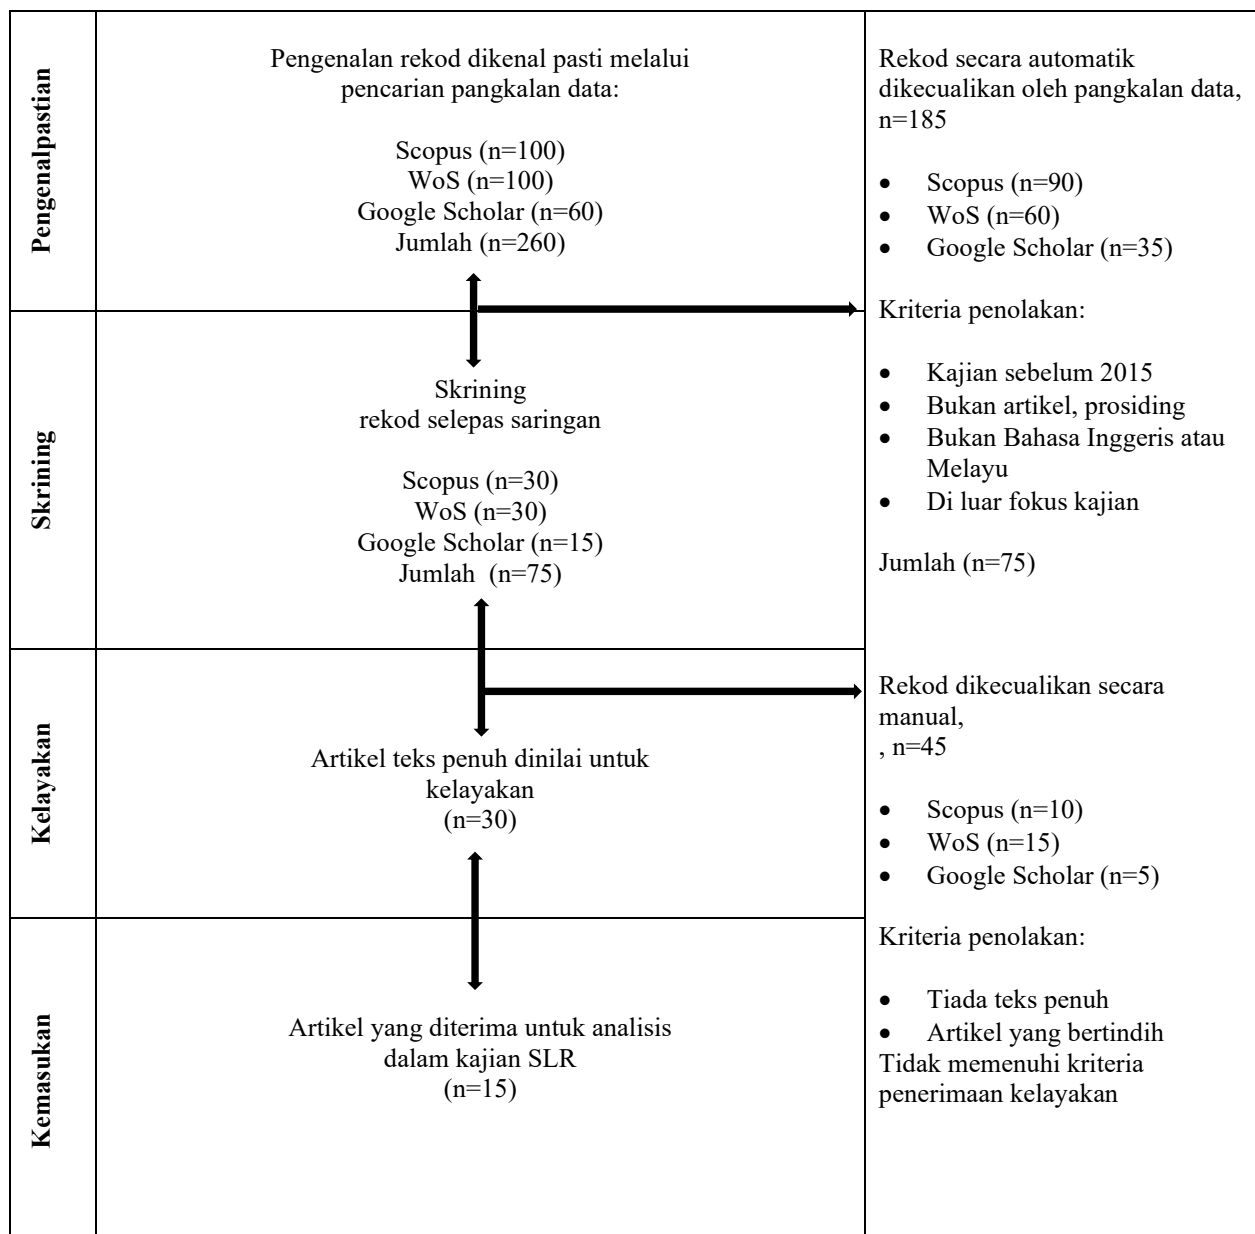 Pengenalpastian
Pengenalan rekod dikenal pasti melalui
pencarian pangkalan data:
Scopus (n=100)
WoS (n=100)
Google Scholar (n=60)
Jumlah (n=260)
Rekod secara automatik
dikecualikan oleh pangkalan data,
n=185
• Scopus (n=90)
• WoS (n=60)
• Google Scholar (n=35)
Kriteria penolakan:
• Kajian sebelum 2015
• Bukan artikel, prosiding
• Bukan Bahasa Inggeris atau
Melayu
• Di luar fokus kajian
Jumlah (n=75)
Skrining
Skrining
rekod selepas saringan
Scopus (n=30)
WoS (n=30)
Google Scholar (n=15)
Jumlah (n=75)
Kelayakan
Artikel teks penuh dinilai untuk
kelayakan
(n=30)
Rekod dikecualikan secara
manual,
, n=45
• Scopus (n=10)
• WoS (n=15)
• Google Scholar (n=5)
Kriteria penolakan:
• Tiada teks penuh
• Artikel yang bertindih
Tidak memenuhi kriteria
penerimaan kelayakan
Kemasukan
Artikel yang diterima untuk analisis
dalam kajian SLR
(n=15)